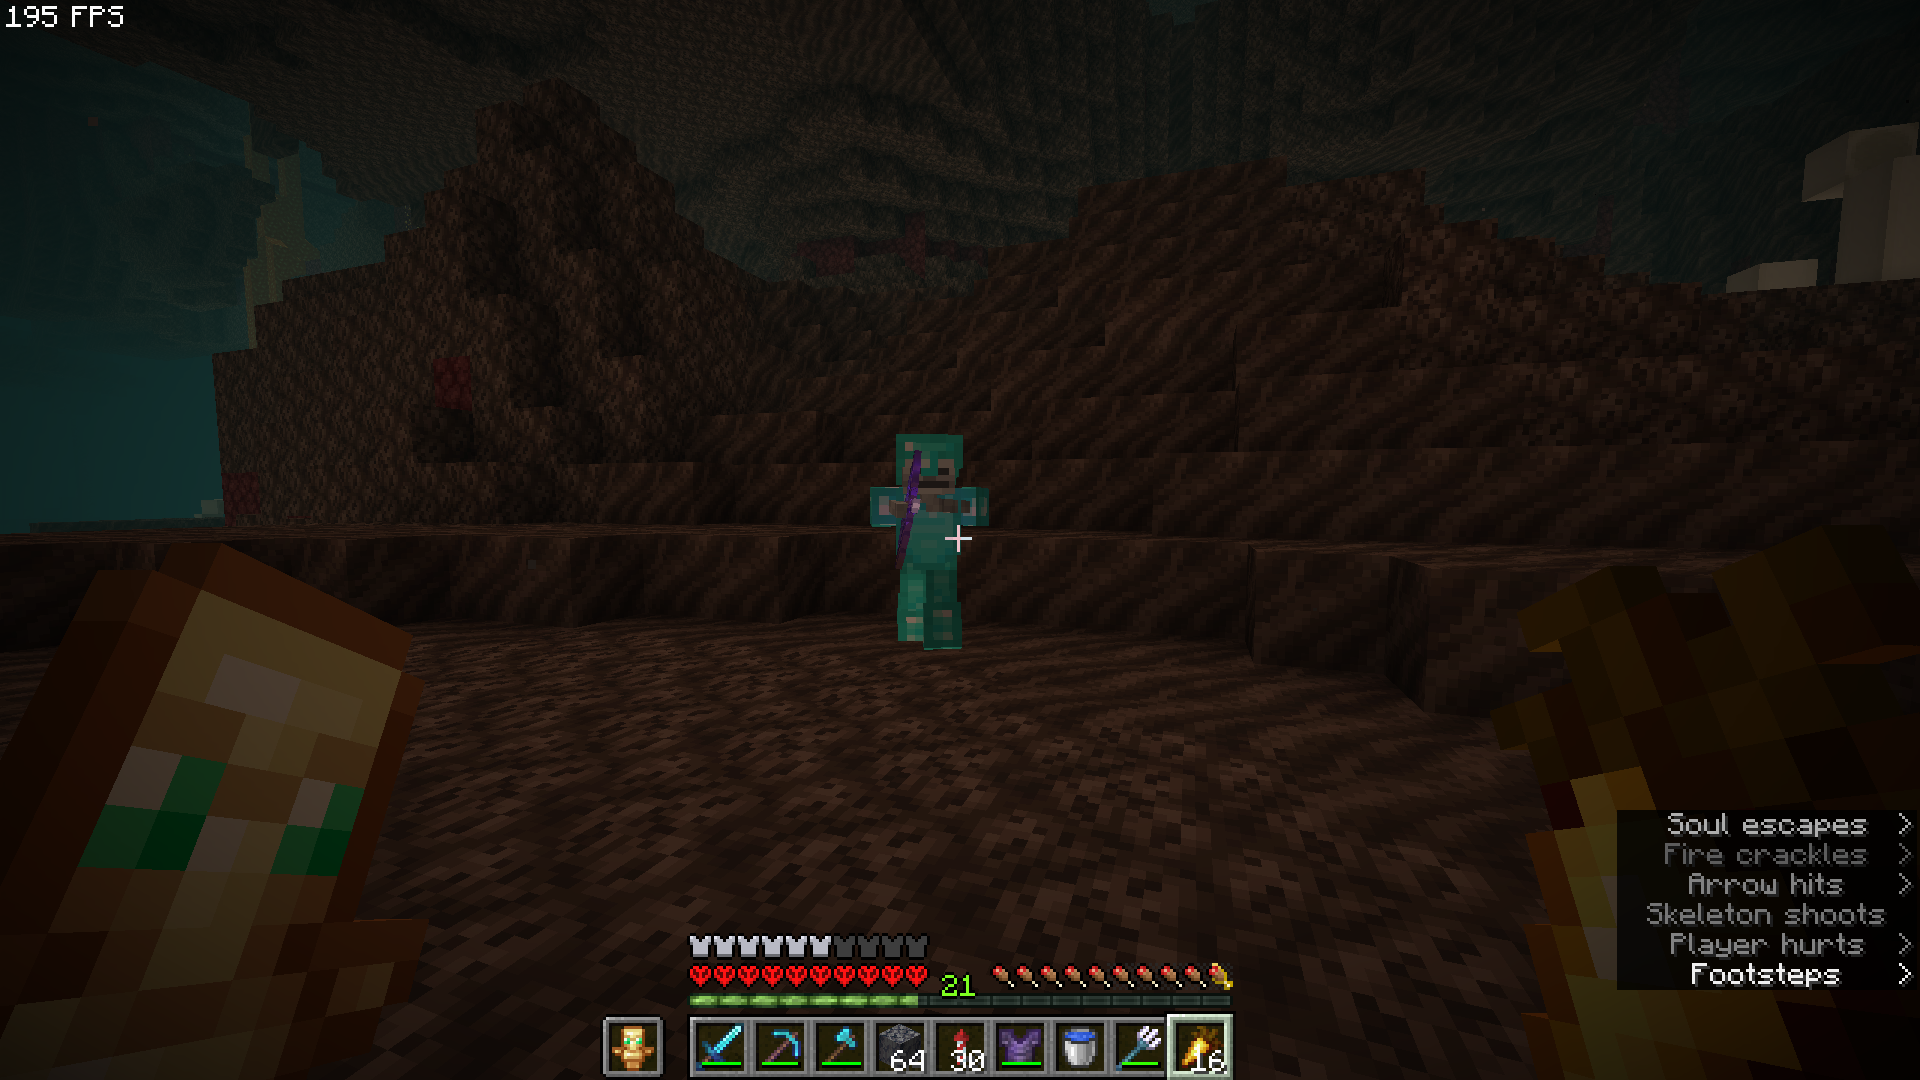 195 FPS
Soul escapes >
Fire crackles >
Arrow hits >
Skeleton shoots
Player hurts >
Footsteps >
21
64
30
16